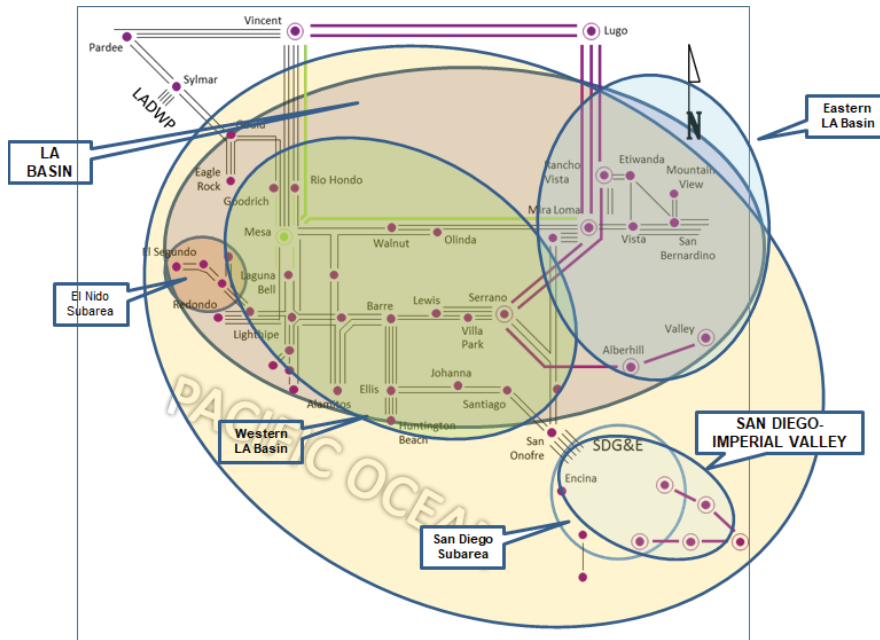 Vincent
Lugo
Pardee
Sylmar
LADWP
Gould
Eastern
LA Basin
N
LA
BASIN
Eagle
Rock
Rio Hondo
Goodrich
Rancho
Vista
Etiwanda
Mountain
View
Mesa
Mira Loma
Walnut
Olinda
Vista
San
Bernardino
El Segundo
Laguna
Bell
El Nido
Subarea
Redondo
Barre
Lewis
Serrano
Lighthipe
Villa
Park
Valley
Alberhill
Johanna
Alamitos
Ellis
Santiago
PACIFIC OCEAN
Western
LA Basin
Huntington
Beach
San
Onofre
SDG&E
SAN DIEGO-
IMPERIAL VALLEY
Encina
San Diego
Subarea